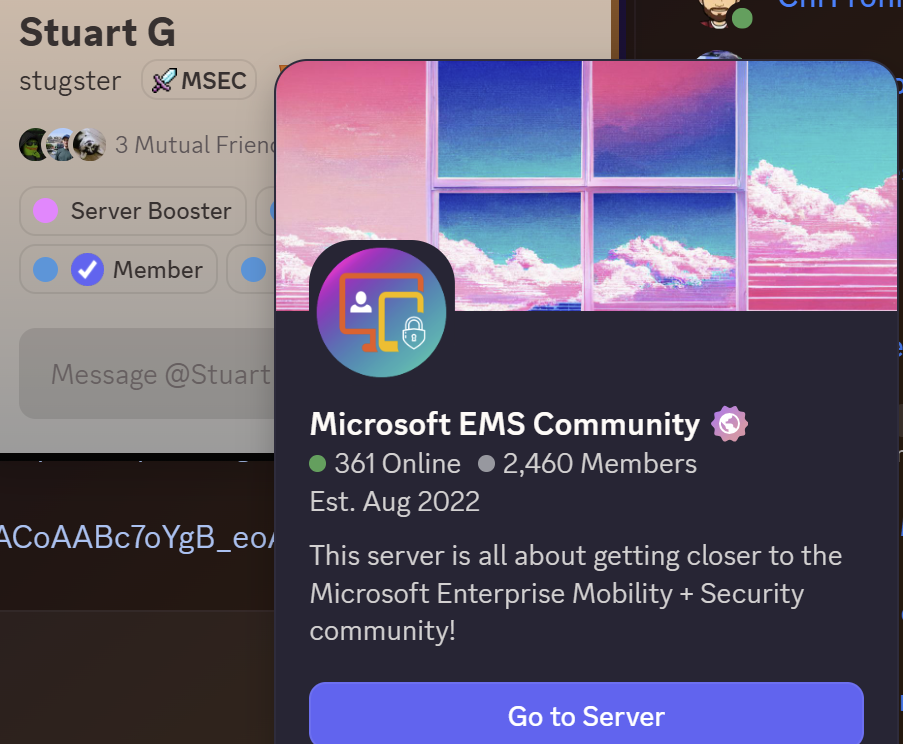 Stuart G
stugster MSEC
3 Mutual
Server Booster
Member
Message @Stuart
Microsoft EMS Community
361 Online 2,460 Members
Est. Aug 2022
This server is all about getting closer to the
Microsoft Enterprise Mobility + Security
community!
Go to Server